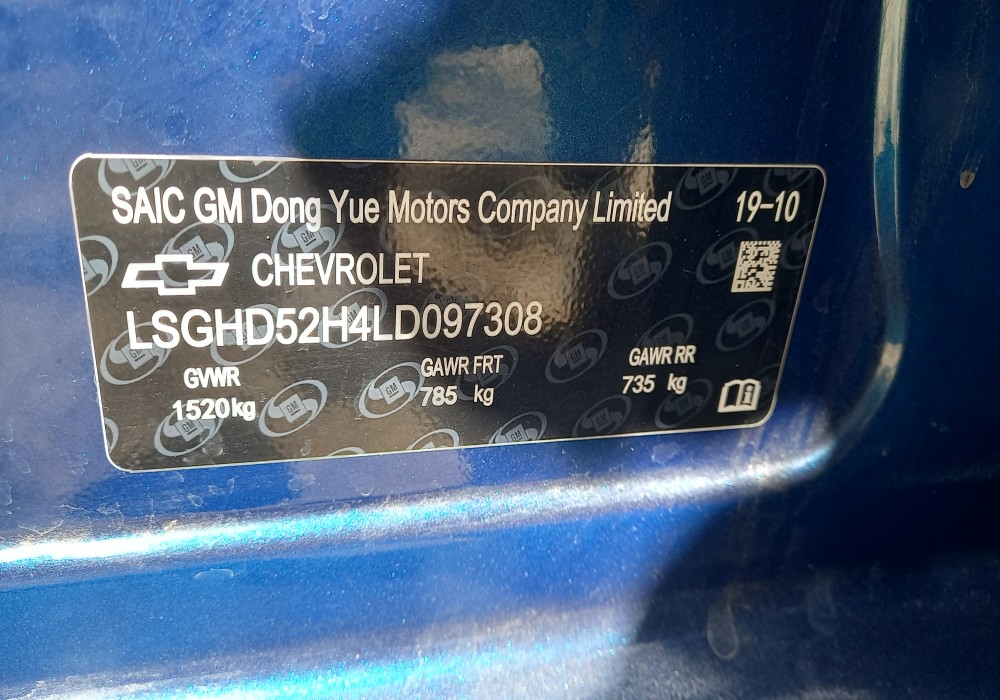 SAIC GM Dong Yue Motors Company Limited 19-10
CHEVROLET
LSGHD52H4LD097308
GVWR GAWR FRT GAWR RR
1520kg 785 kg 735 kg